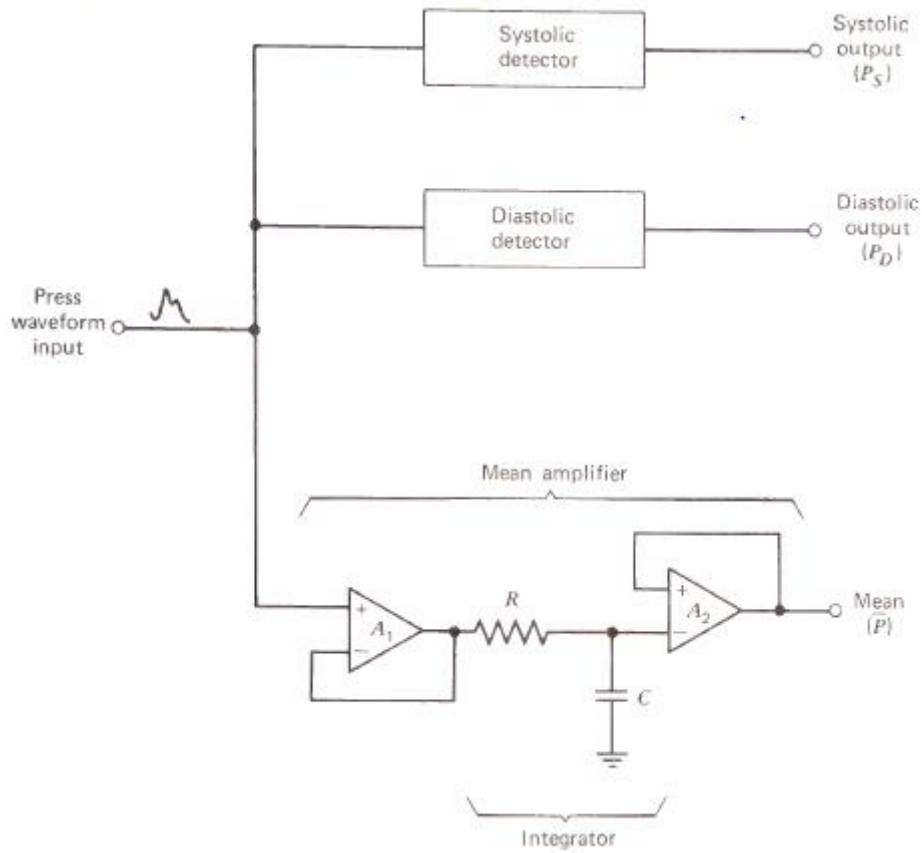 Systolic
detector
Systolic
output
(P_S)
Diastolic
detector
Diastolic
output
(P_D)
Press
waveform
input
Mean amplifier
+
A_1
−
R
C
+
A_2
−
Mean
(P̅)
Integrator